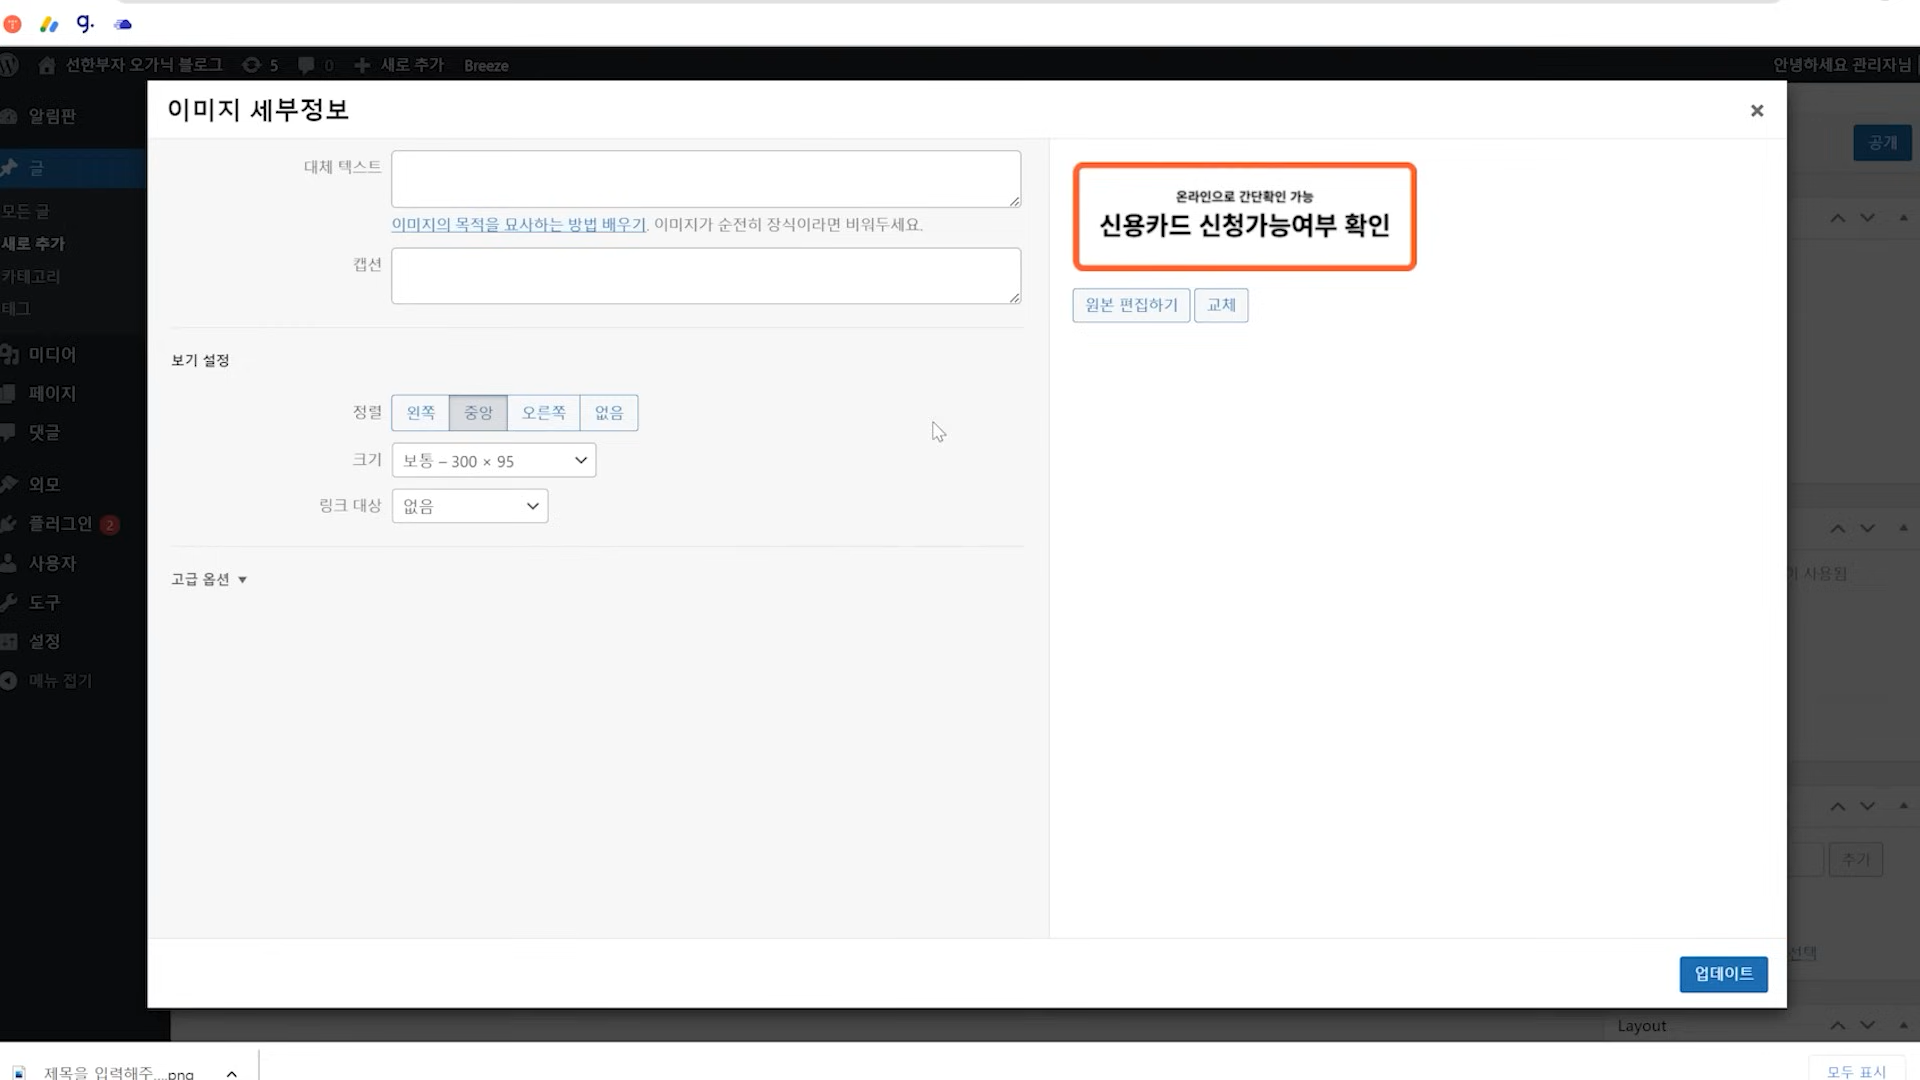 g.
선한부자 오가닉 블로그
5
0
새로 추가
Breeze
안녕하세요 관리자님
알림판
글
모든 글
새로 추가
카테고리
태그
미디어
페이지
댓글
외모
플러그인 2
사용자
도구
설정
메뉴 접기
이미지 세부정보
대체 텍스트
이미지의 목적을 묘사하는 방법 배우기. 이미지가 순전히 장식이라면 비워두세요.
캡션
보기 설정
정렬 왼쪽 중앙 오른쪽 없음
크기 보통 – 300 × 95
링크 대상 없음
고급 옵션
온라인으로 간단확인 가능
신용카드 신청가능여부 확인
원본 편집하기 교체
업데이트
공개
사용됨
추가
선택
Layout
제목을 입력해주....png
모두 표시